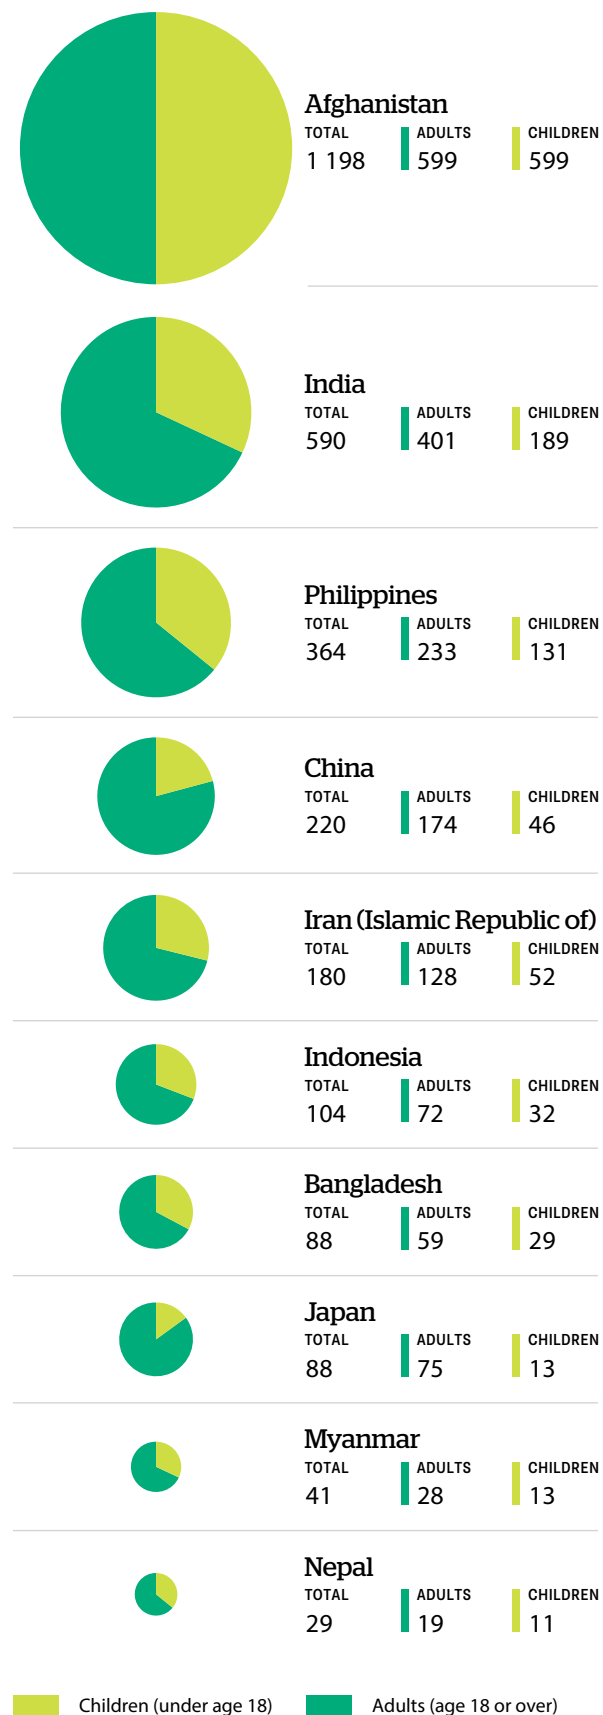 Afghanistan
TOTAL ADULTS CHILDREN
1 198 599 599
India
TOTAL ADULTS CHILDREN
590 401 189
Philippines
TOTAL ADULTS CHILDREN
364 233 131
China
TOTAL ADULTS CHILDREN
220 174 46
Iran (Islamic Republic of)
TOTAL ADULTS CHILDREN
180 128 52
Indonesia
TOTAL ADULTS CHILDREN
104 72 32
Bangladesh
TOTAL ADULTS CHILDREN
88 59 29
Japan
TOTAL ADULTS CHILDREN
88 75 13
Myanmar
TOTAL ADULTS CHILDREN
41 28 13
Nepal
TOTAL ADULTS CHILDREN
29 19 11
Children (under age 18) Adults (age 18 or over)